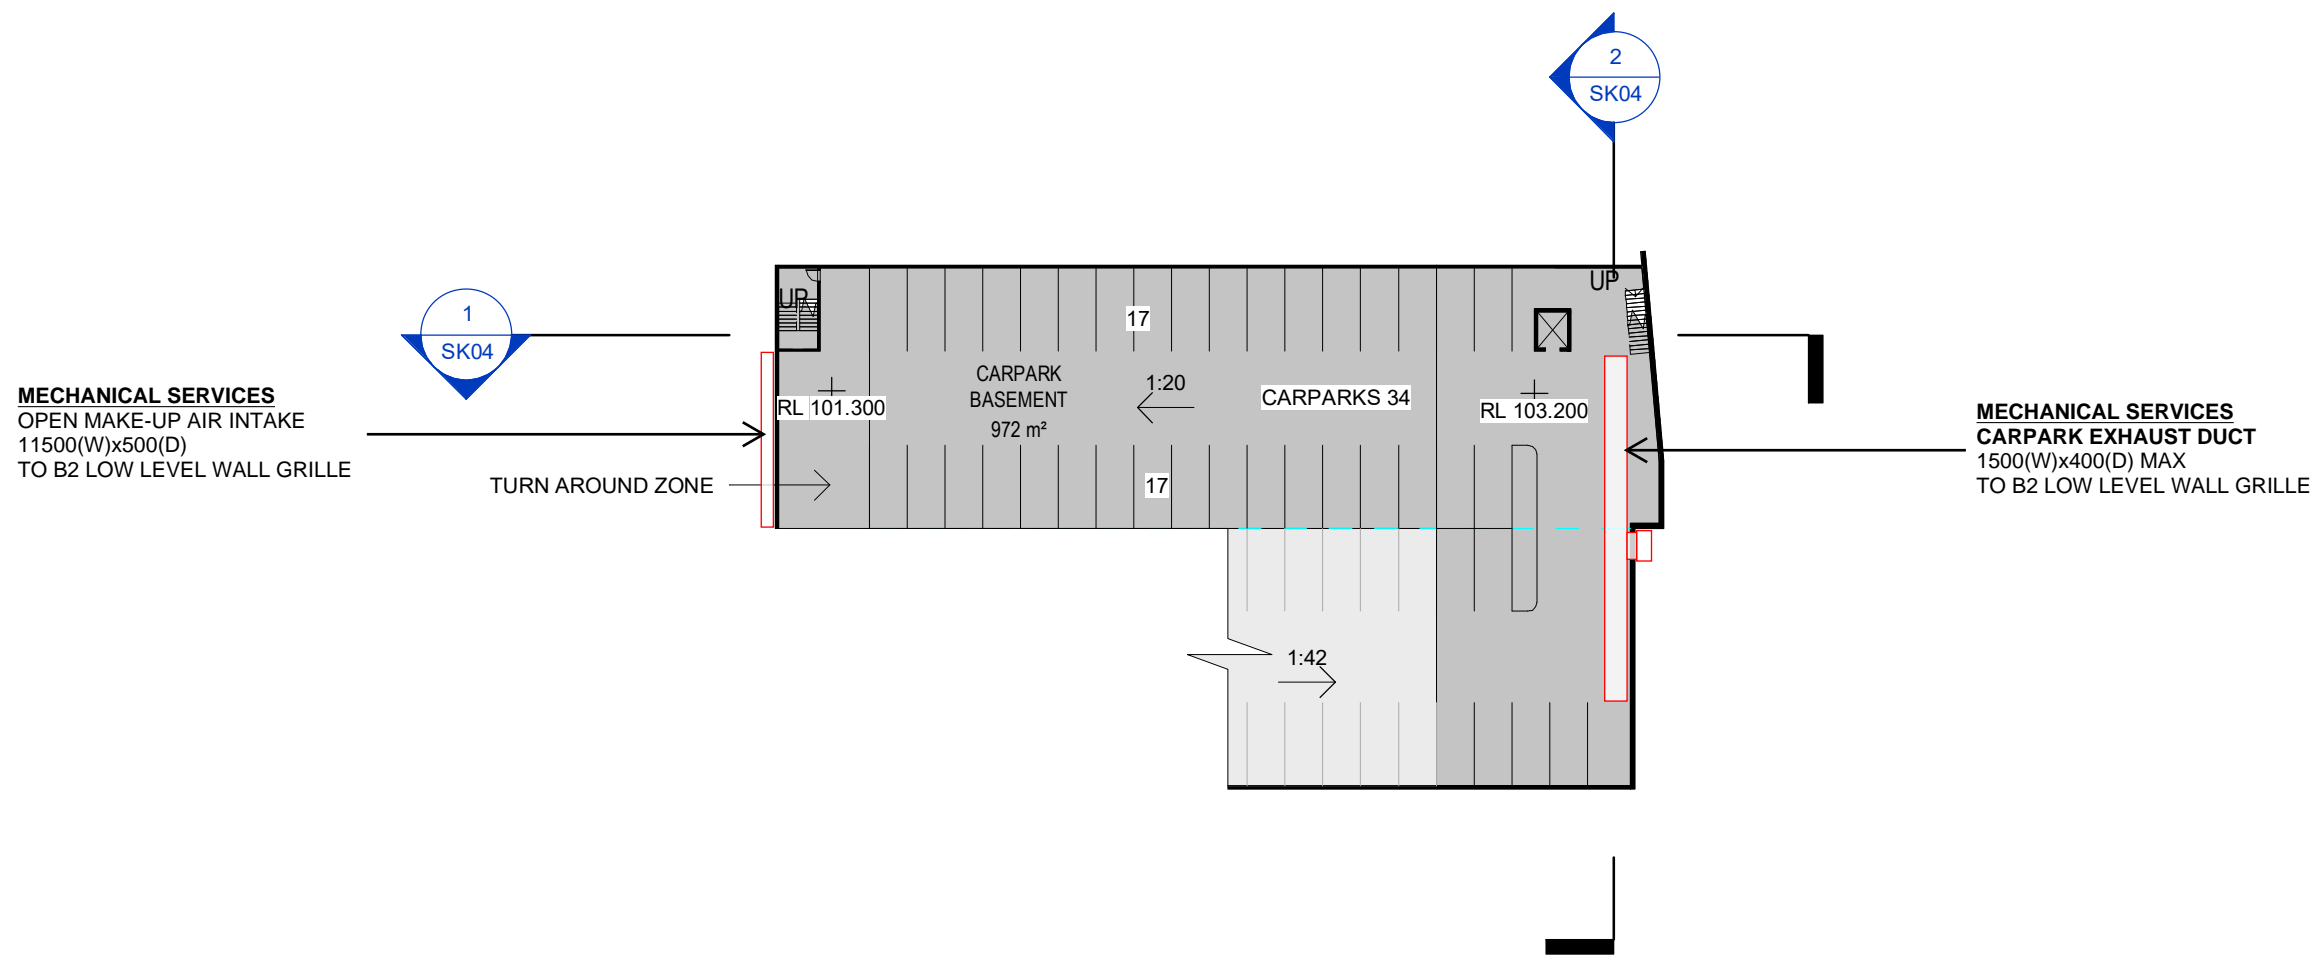 2
SK04
1
SK04
UP
UP
17
MECHANICAL SERVICES
OPEN MAKE-UP AIR INTAKE
11500(W)x500(D)
TO B2 LOW LEVEL WALL GRILLE
RL 101.300
CARPARK
BASEMENT
972 m²
1:20
CARPARKS 34
RL 103.200
MECHANICAL SERVICES
CARPARK EXHAUST DUCT
1500(W)x400(D) MAX
TO B2 LOW LEVEL WALL GRILLE
TURN AROUND ZONE
17
1:42